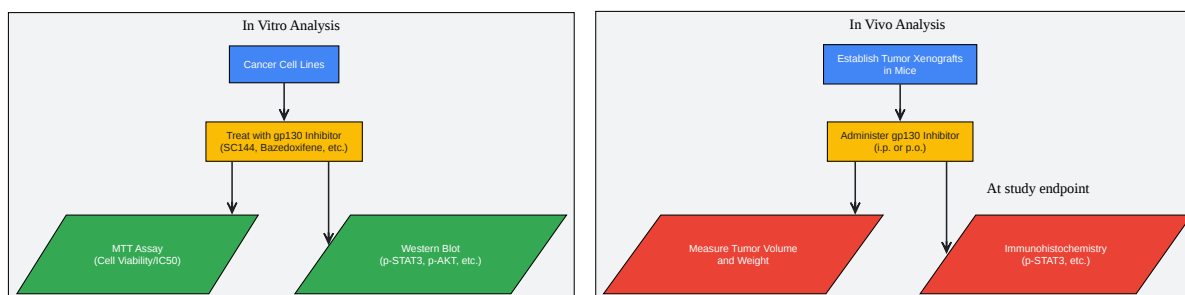 In Vitro Analysis
Cancer Cell Lines
Treat with gp130 Inhibitor
(SC144, Bazedoxifene, etc.)
MTT Assay
(Cell Viability/IC50)
Western Blot
(p-STAT3, p-AKT, etc.)
In Vivo Analysis
Establish Tumor Xenografts
in Mice
Administer gp130 Inhibitor
(i.p. or p.o.)
At study endpoint
Measure Tumor Volume
and Weight
Immunohistochemistry
(p-STAT3, etc.)